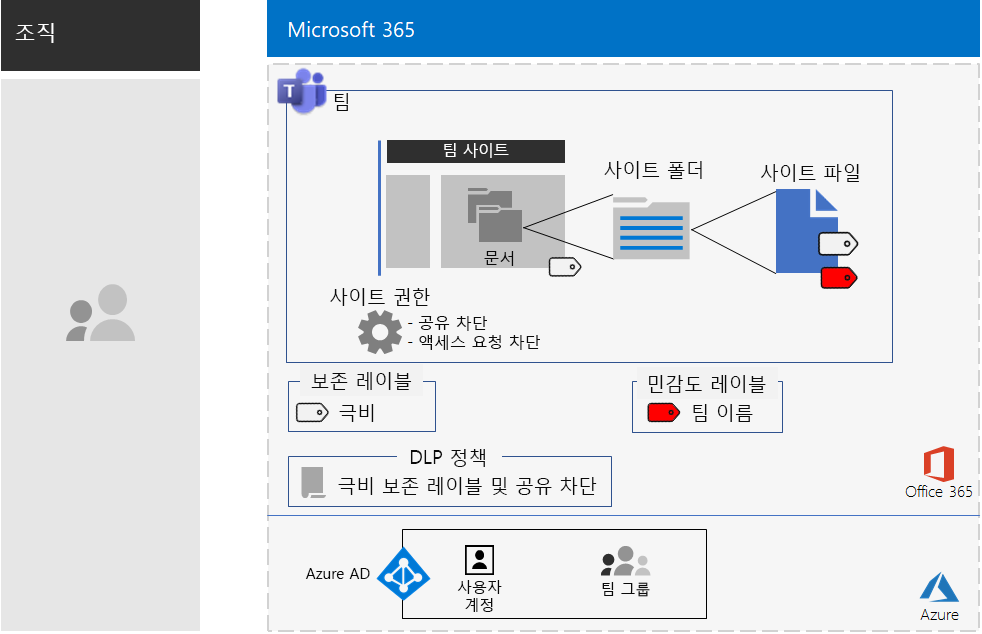 조직
Microsoft 365
T
팀
팀 사이트
사이트 폴더
사이트 파일
문서
사이트 권한
- 공유 차단
- 액세스 요청 차단
보존 레이블
극비
민감도 레이블
팀 이름
DLP 정책
극비 보존 레이블 및 공유 차단
Office 365
Azure AD
사용자
계정
팀 그룹
Azure